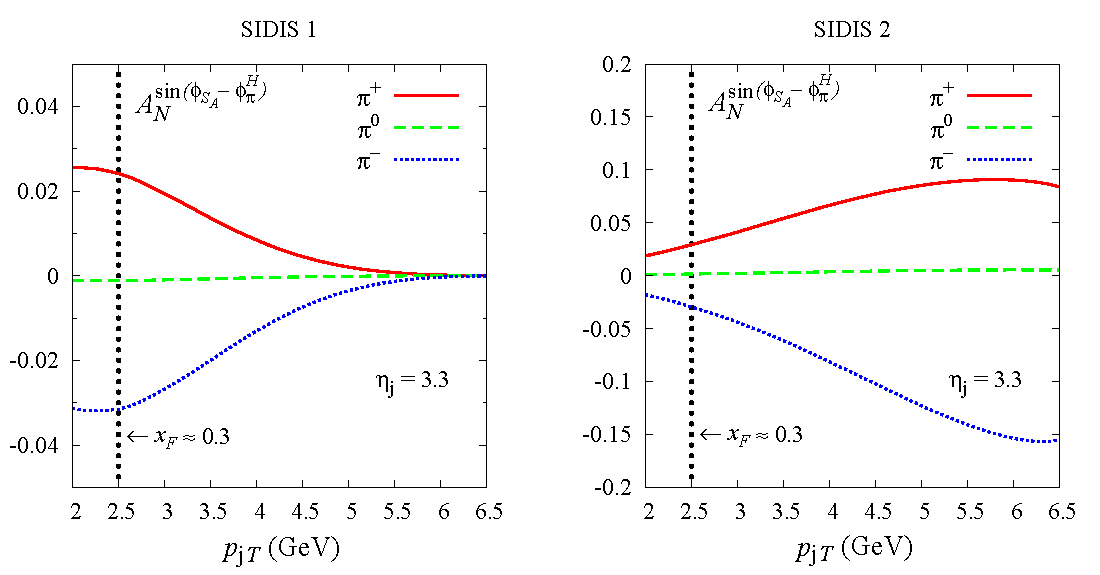 SIDIS 1
A_N^{sin(ϕ_{S_A} − ϕ_π^H)}
π+
π0
π−
0.04
0.02
0
-0.02
-0.04
ηj = 3.3
← xF ≈ 0.3
2 2.5 3 3.5 4 4.5 5 5.5 6 6.5
pjT (GeV)
SIDIS 2
A_N^{sin(ϕ_{S_A} − ϕ_π^H)}
π+
π0
π−
0.2
0.15
0.1
0.05
0
-0.05
-0.1
-0.15
-0.2
ηj = 3.3
← xF ≈ 0.3
2 2.5 3 3.5 4 4.5 5 5.5 6 6.5
pjT (GeV)